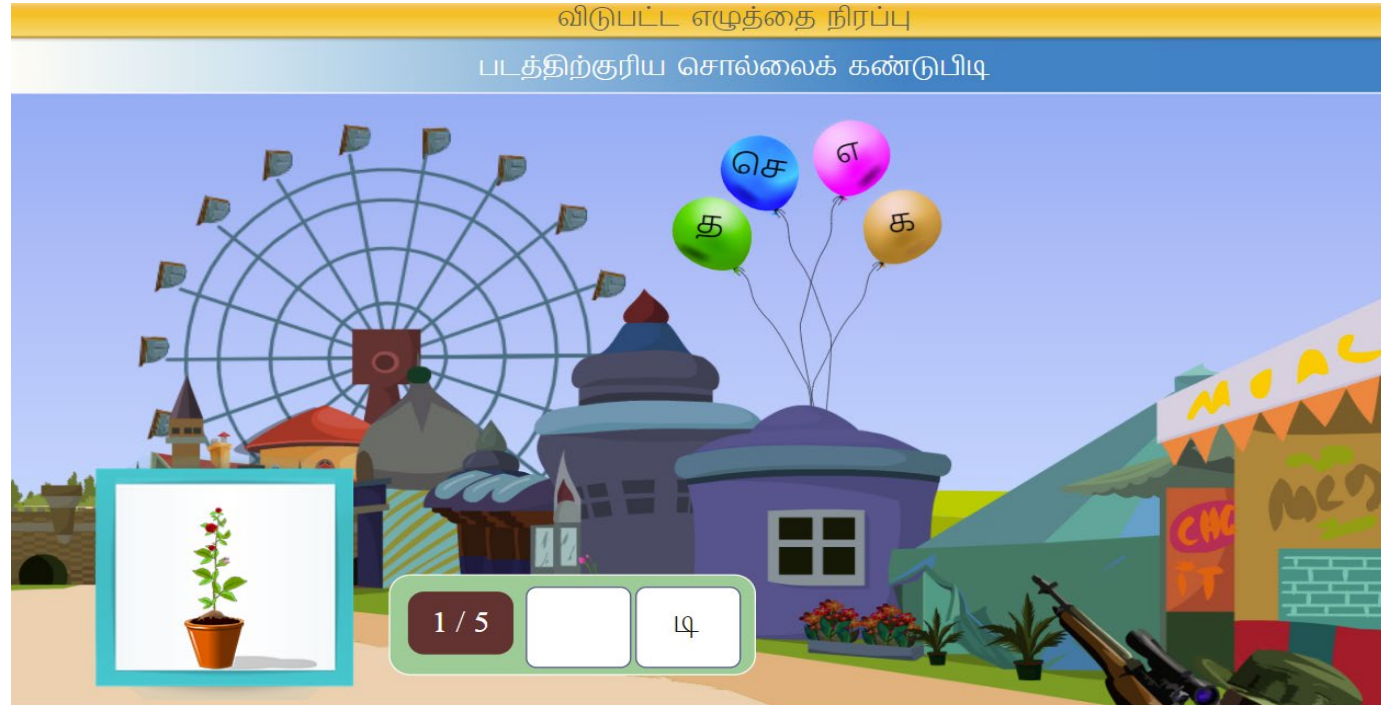 விடுபட்ட எழுத்தை நிரப்பு
படத்திற்குரிய சொல்லைக் கண்டுபிடி
செ
எ
த
க
1 / 5
டி